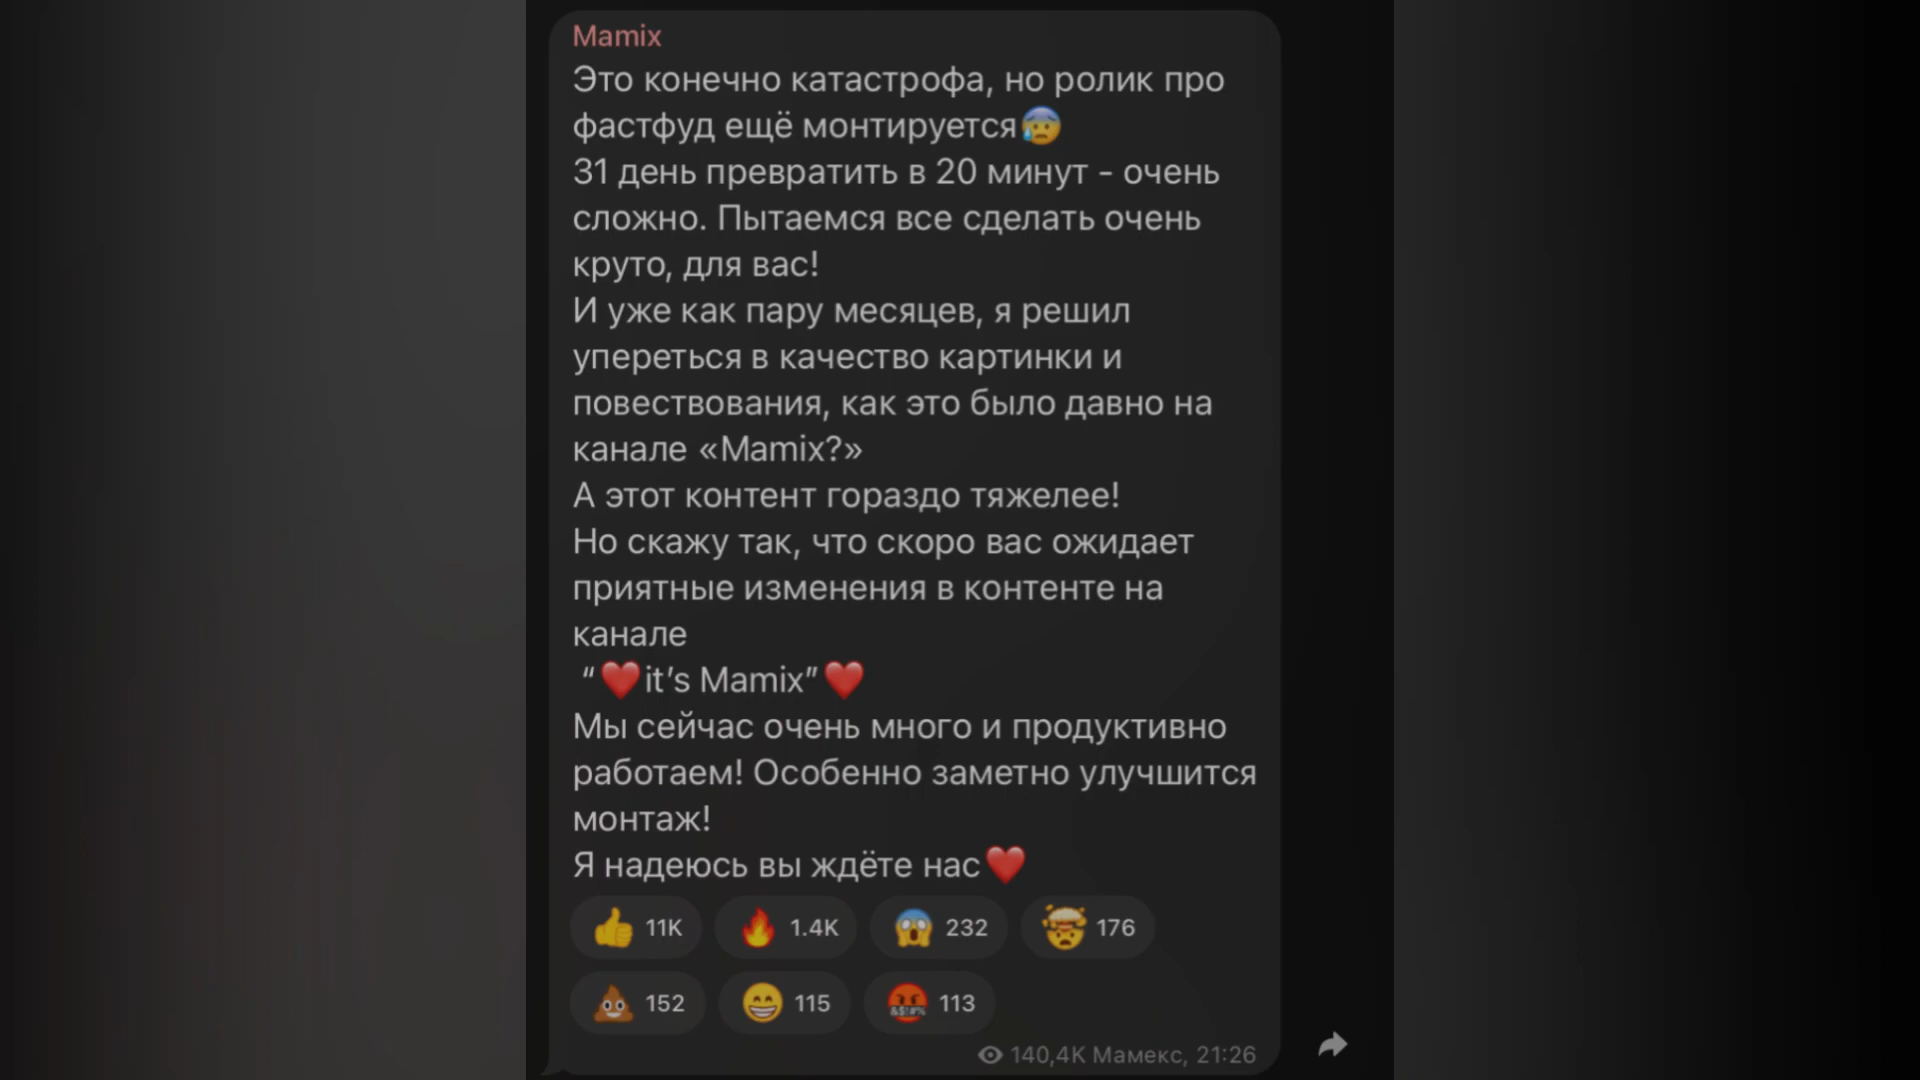 Mamix
Это конечно катастрофа, но ролик про
фастфуд ещё монтируется😰
31 день превратить в 20 минут - очень
сложно. Пытаемся все сделать очень
круто, для вас!
И уже как пару месяцев, я решил
упереться в качество картинки и
повествования, как это было давно на
канале «Mamix?»
А этот контент гораздо тяжелее!
Но скажу так, что скоро вас ожидает
приятные изменения в контенте на
канале
“❤️it’s Mamix”❤️
Мы сейчас очень много и продуктивно
работаем! Особенно заметно улучшится
монтаж!
Я надеюсь вы ждёте нас❤️
👍 11K 🔥 1.4K 😱 232 🤯 176
💩 152 😁 115 🤬 113
140,4K Мамекс, 21:26